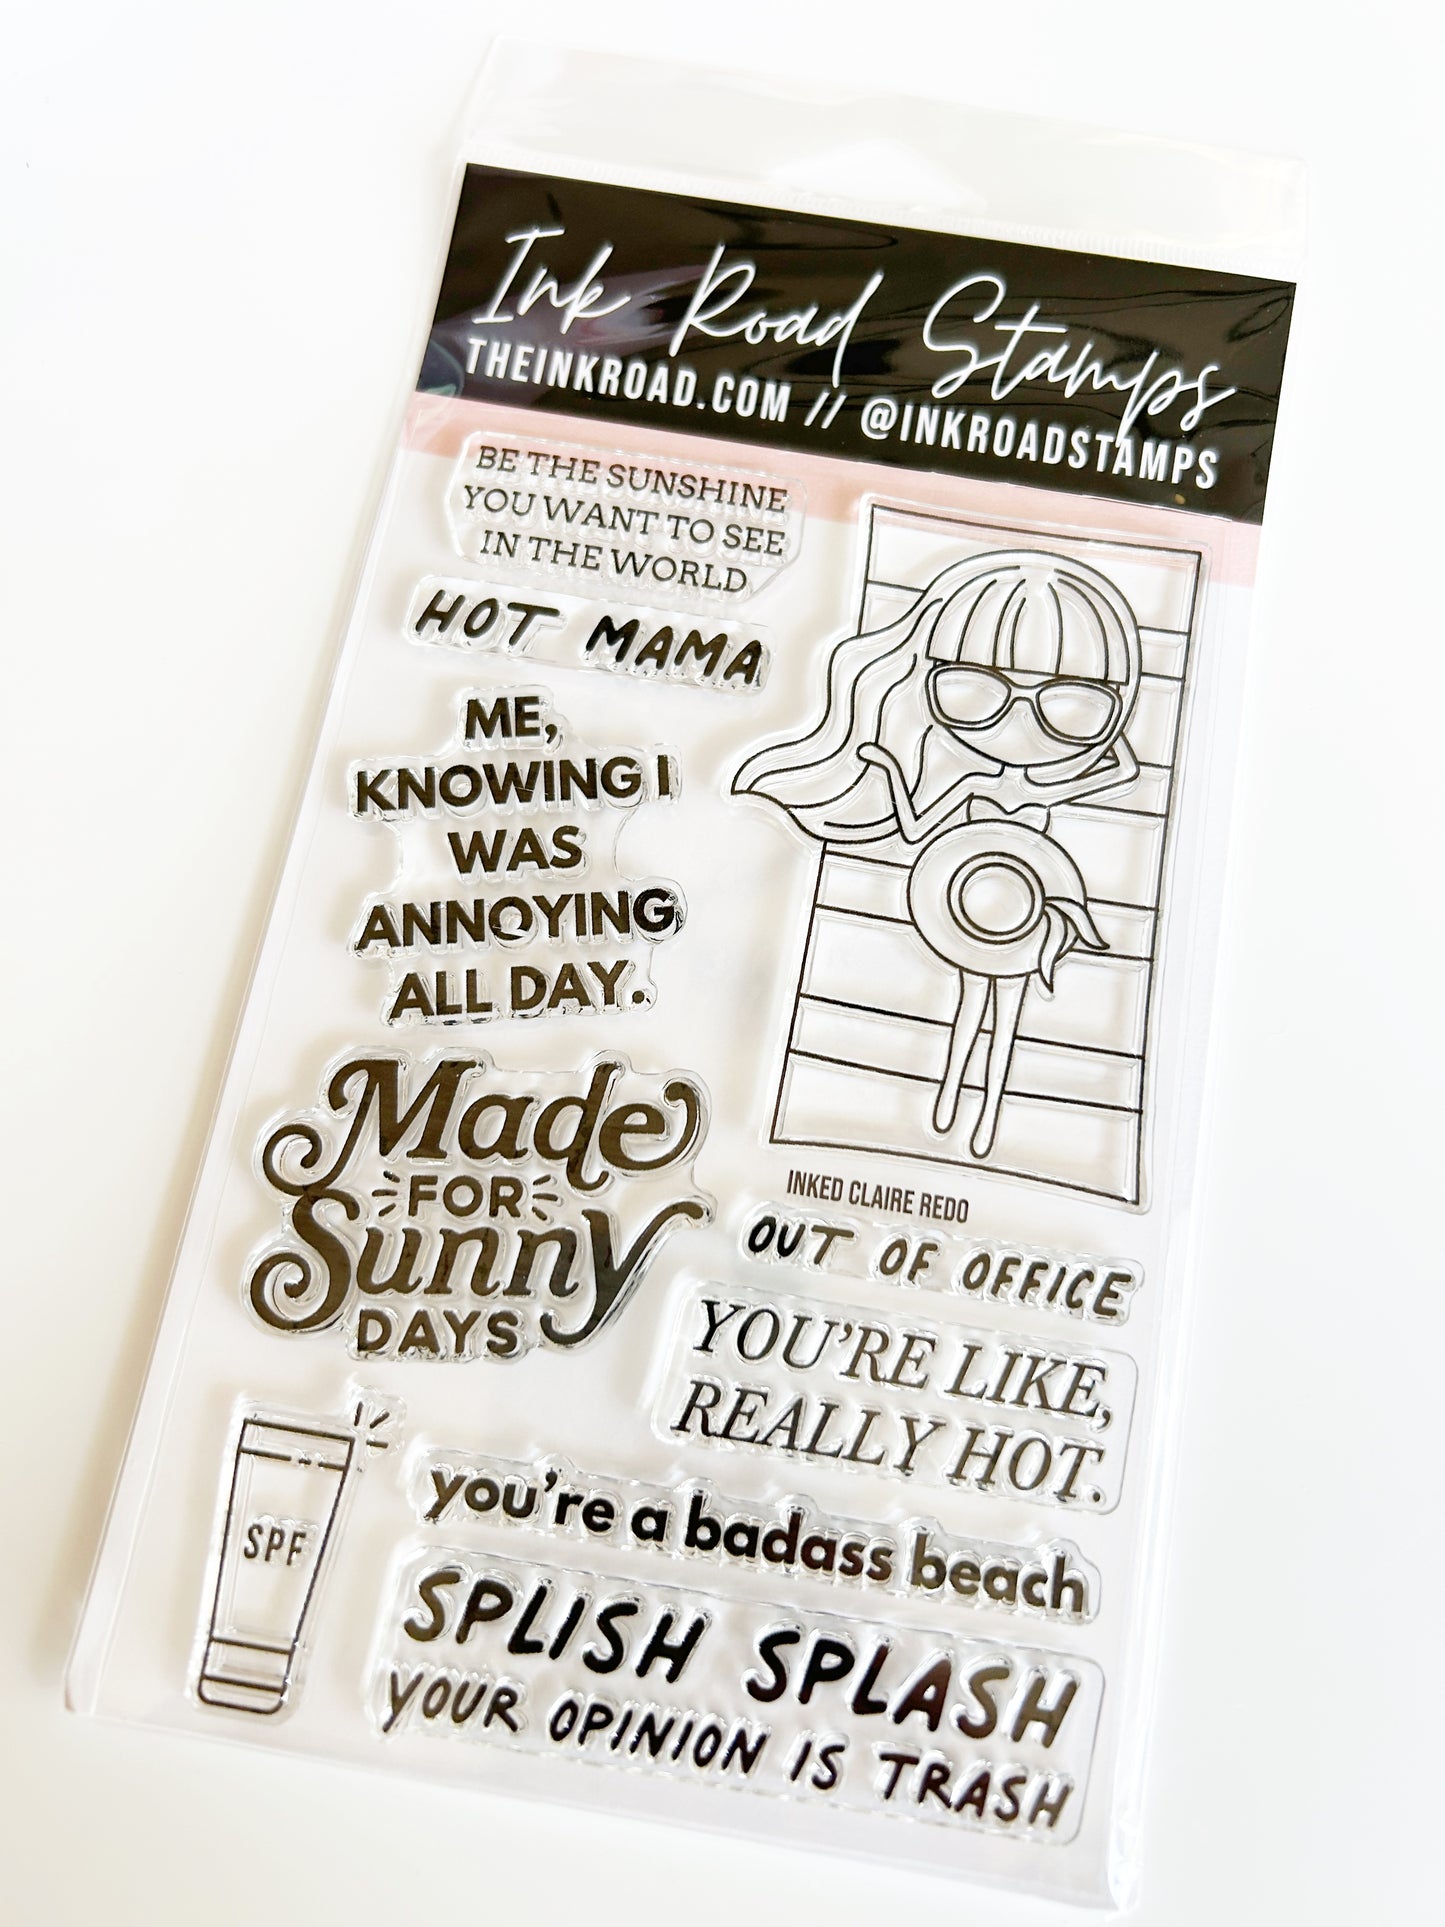 Ink Road Stamps
THEINKROAD.COM // @INKROADSTAMPS
BE THE SUNSHINE
YOU WANT TO SEE
IN THE WORLD
HOT MAMA
ME,
KNOWING I
WAS
ANNOYING
ALL DAY.
Made
FOR
Sunny
DAYS
INKED CLAIRE REDO
OUT OF OFFICE
YOU'RE LIKE,
REALLY HOT.
SPF
you're a badass beach
SPLISH SPLASH
YOUR OPINION IS TRASH